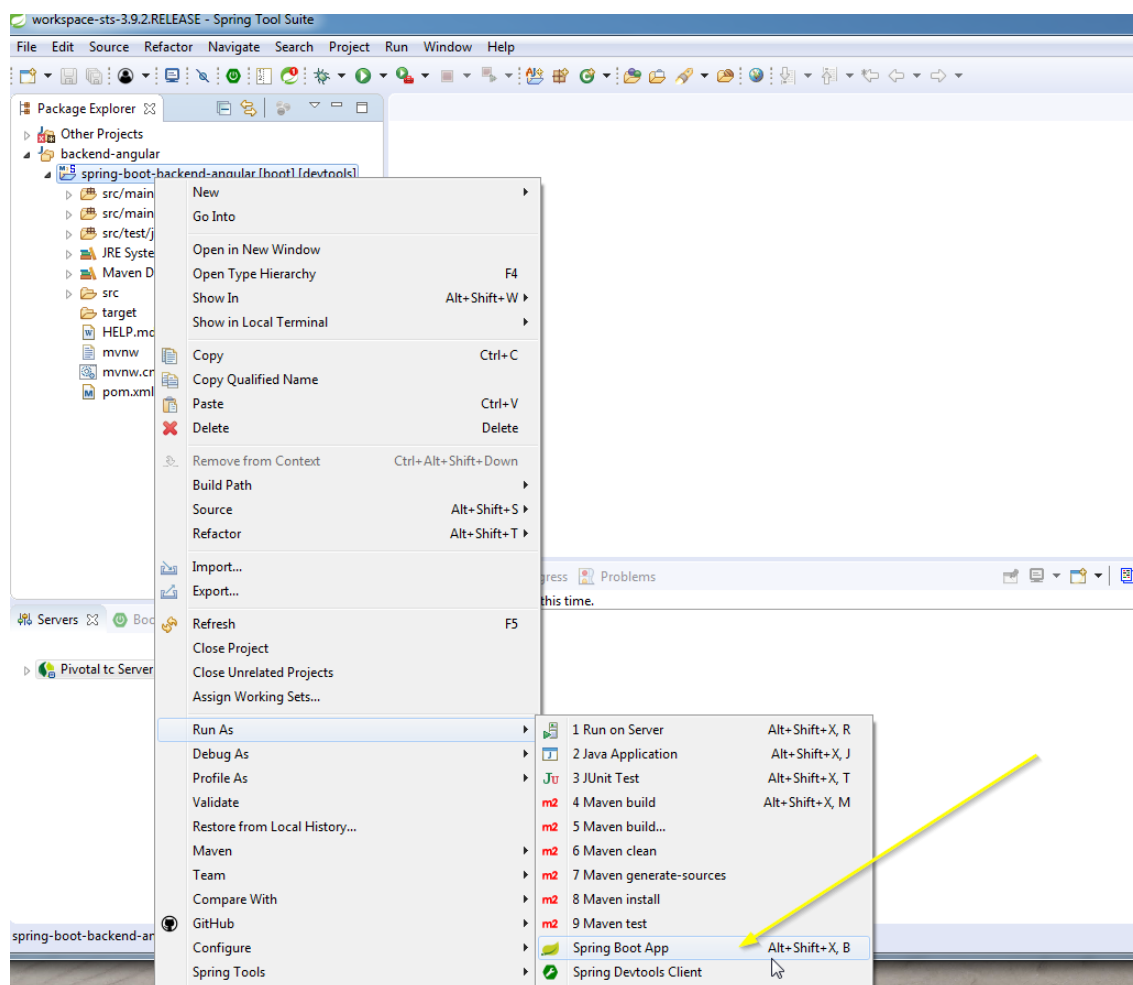 workspace-sts-3.9.2.RELEASE - Spring Tool Suite
File Edit Source Refactor Navigate Search Project Run Window Help
Package Explorer
Other Projects
backend-angular
spring-boot-backend-angular [boot] [devtools]
src/main
src/main
src/test/j
JRE Syste
Maven D
src
target
HELP.md
mvnw
mvnw.cr
pom.xml
New
Go Into
Open in New Window
Open Type Hierarchy F4
Show In Alt+Shift+W
Show in Local Terminal
Copy Ctrl+C
Copy Qualified Name
Paste Ctrl+V
Delete Delete
Remove from Context Ctrl+Alt+Shift+Down
Build Path
Source Alt+Shift+S
Refactor Alt+Shift+T
Import...
Export...
Refresh F5
Close Project
Close Unrelated Projects
Assign Working Sets...
Run As
Debug As
Profile As
Validate
Restore from Local History...
Maven
Team
Compare With
GitHub
Configure
Spring Tools
gress Problems
this time.
Servers Boo
Pivotal tc Server
1 Run on Server Alt+Shift+X, R
2 Java Application Alt+Shift+X, J
3 JUnit Test Alt+Shift+X, T
4 Maven build Alt+Shift+X, M
5 Maven build...
6 Maven clean
7 Maven generate-sources
8 Maven install
9 Maven test
Spring Boot App Alt+Shift+X, B
Spring Devtools Client
spring-boot-backend-ar